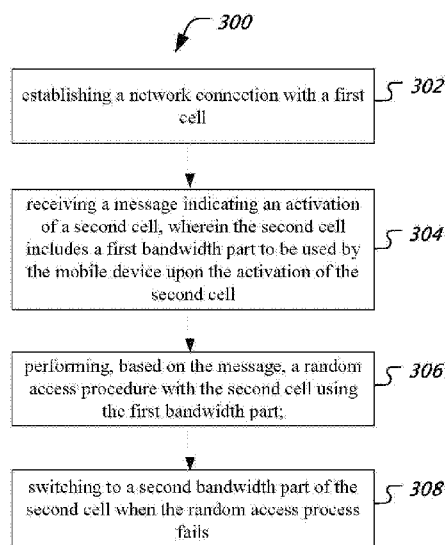 300
establishing a network connection with a first
cell
302
receiving a message indicating an activation
of a second cell, wherein the second cell
includes a first bandwidth part to be used by
the mobile device upon the activation of the
second cell
304
performing, based on the message, a random
access procedure with the second cell using
the first bandwidth part;
306
switching to a second bandwidth part of the
second cell when the random access process
fails
308